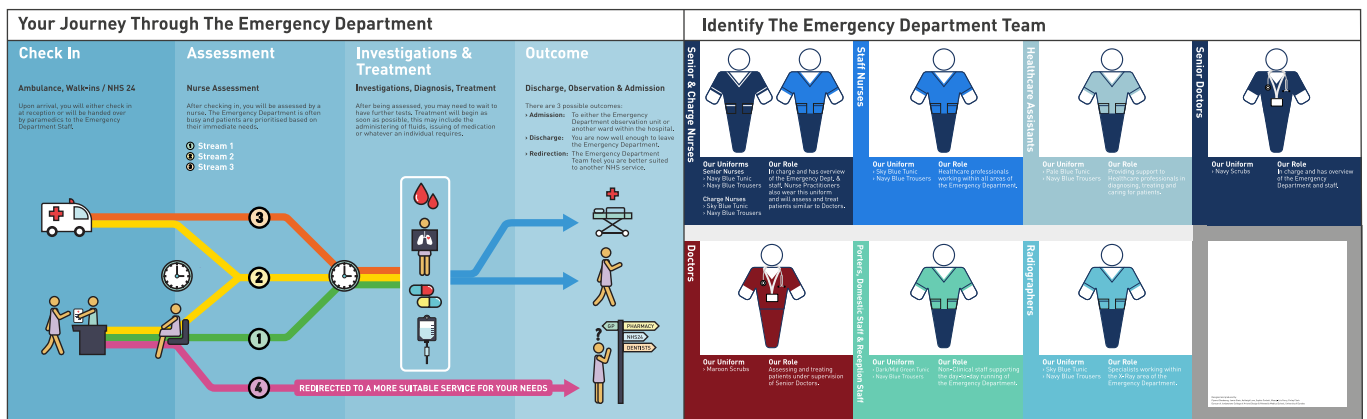 Your Journey Through The Emergency Department
Check In
Ambulance, Walk-ins / NHS 24
Upon arrival, you will either check in
at reception or will be handed over
by paramedics to the Emergency
Department Staff.
Assessment
Nurse Assessment
After checking in, you will be assessed by a
nurse. The Emergency Department is often
busy and patients are prioritised based on
their immediate needs.
1 Stream 1
2 Stream 2
3 Stream 3
Investigations &
Treatment
Investigations, Diagnosis, Treatment
After being assessed, you may need to wait to
have further tests. Treatment will begin as
soon as possible, this may include the
administering of fluids, issuing of medication
or whatever an individual requires.
Outcome
Discharge, Observation & Admission
There are 3 possible outcomes:
› Admission: To either the Emergency
Department observation unit or
another ward within the hospital.
› Discharge: You are now well enough to leave
the Emergency Department.
› Redirection: The Emergency Department
Team feel you are better suited
to another NHS service.
3
2
1
4
REDIRECTED TO A MORE SUITABLE SERVICE FOR YOUR NEEDS
?
GP
PHARMACY
NHS24
DENTISTS
Identify The Emergency Department Team
Senior & Charge Nurses
Our Uniforms
Senior Nurses
› Navy Blue Tunic
› Navy Blue Trousers
Charge Nurses
› Sky Blue Tunic
› Navy Blue Trousers
Our Role
In charge and has overview
of the Emergency Dept. &
staff, Nurse Practitioners
also wear this uniform
and will assess and treat
patients similar to Doctors.
Staff Nurses
Our Uniform
› Sky Blue Tunic
› Navy Blue Trousers
Our Role
Healthcare professionals
working within all areas of
the Emergency Department.
Healthcare Assistants
Our Uniform
› Pale Blue Tunic
› Navy Blue Trousers
Our Role
Providing support to
Healthcare professionals in
diagnosing, treating and
caring for patients.
Senior Doctors
Our Uniform
› Navy Scrubs
Our Role
In charge and has overview
of the Emergency
Department and staff.
Doctors
Our Uniform
› Maroon Scrubs
Our Role
Assessing and treating
patients under supervision
of Senior Doctors.
Porters, Domestic Staff & Reception Staff
Our Uniform
› Dark/Mid Green Tunic
› Navy Blue Trousers
Our Role
Non-Clinical staff supporting
the day-to-day running of
the Emergency Department.
Radiographers
Our Uniform
› Sky Blue Tunic
› Navy Blue Trousers
Our Role
Specialists working within
the X-Ray area of the
Emergency Department.